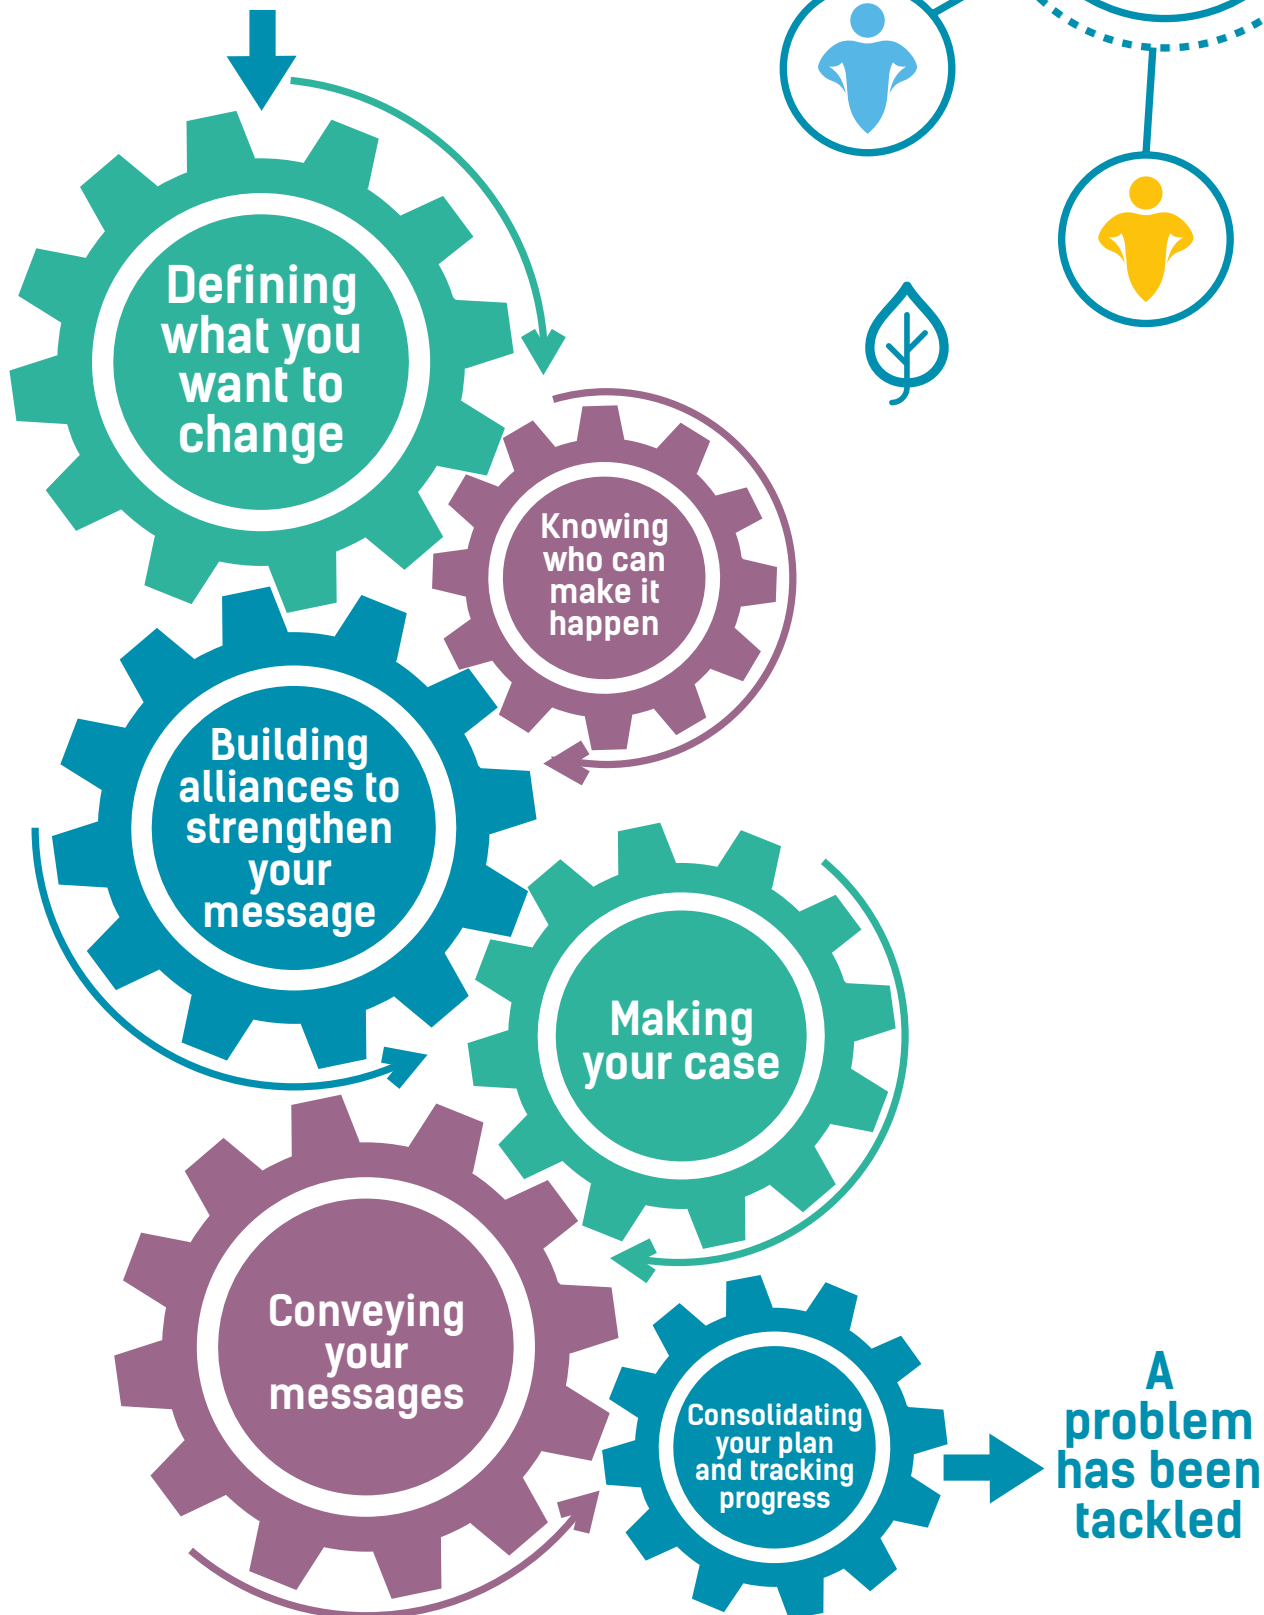 Defining
what you
want to
change
Knowing
who can
make it
happen
Building
alliances to
strengthen
your
message
Making
your case
Conveying
your
messages
Consolidating
your plan
and tracking
progress
A
problem
has been
tackled